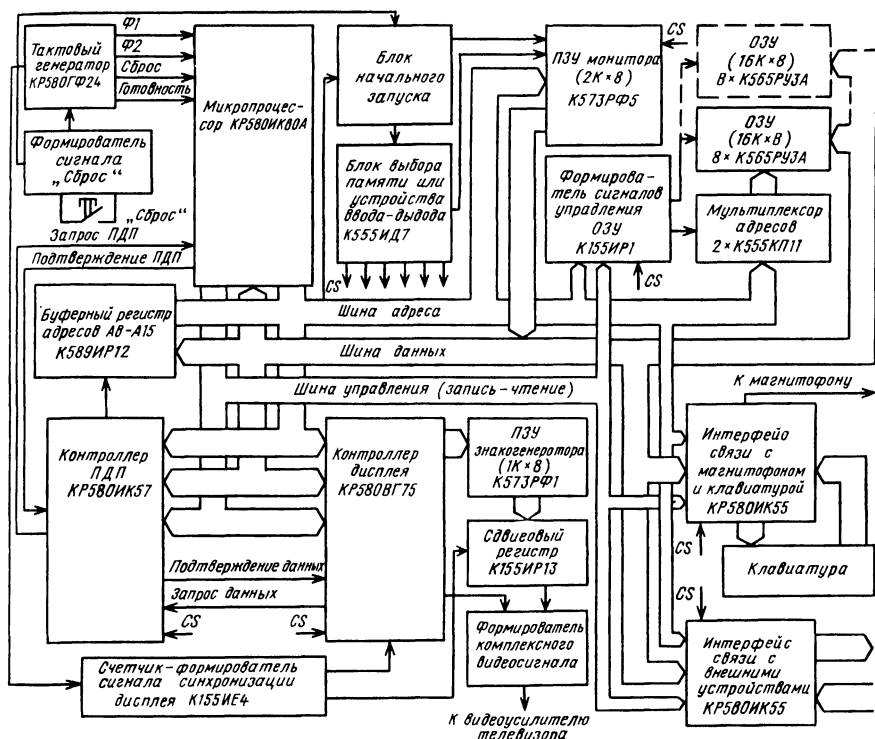 Тактовый
генератор
КР580ГФ24
Ф1
Ф2
Сброс
Готовность
Микропроцес-
сор КР580ИК80А
Блок
начального
запуска
ПЗУ монитора
(2К×8)
К573РФ5
CS
ОЗУ
(16К×8)
8×К565РУ3А
ОЗУ
(16К×8)
8×К565РУ3А
Формирователь
сигнала
„Сброс“
„Сброс“
Запрос ПДП
Подтверждение ПДП
Блок выбора
памяти или
устройства
ввода-выдода
К555ИД7
CS
Формирова-
тель сигналов
управления
ОЗУ
К155ИР1
CS
Мультиплексор
адресов
2×К555КП11
Буферный регистр
адресов А8-А15
К589ИР12
Шина адреса
Шина данных
Шина управления (запись-чтение)
К магнитофону
Контроллер
ПДП
КР580ИК57
Контроллер
дисплея
КР580ВГ75
ПЗУ
знакогенератора
(1К×8)
К573РФ1
Интерфейс
связи с
магнитофоном
и клавиатурой
КР580ИК55
Сдвиговый
регистр
К155ИР13
CS
Клавиатура
Подтверждение данных
Запрос данных
CS
CS
CS
Формирователь
комплексного
видеосигнала
Интерфейс
связи с
внешними
устройствами
КР580ИК55
Счетчик-формирователь
сигнала синхронизации
дисплея К155ИЕ4
К видеоусилителю
телевизора